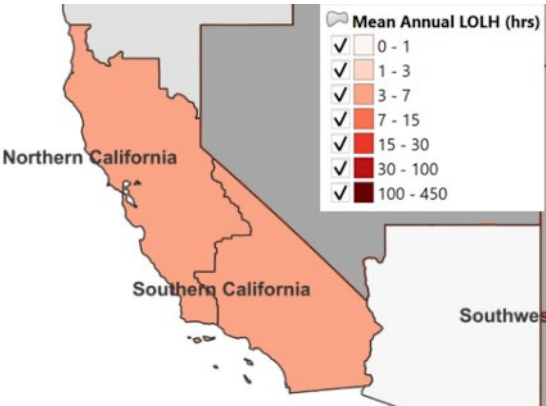 Mean Annual LOLH (hrs)
0 - 1
1 - 3
3 - 7
7 - 15
15 - 30
30 - 100
100 - 450
Northern California
Southern California
Southwes